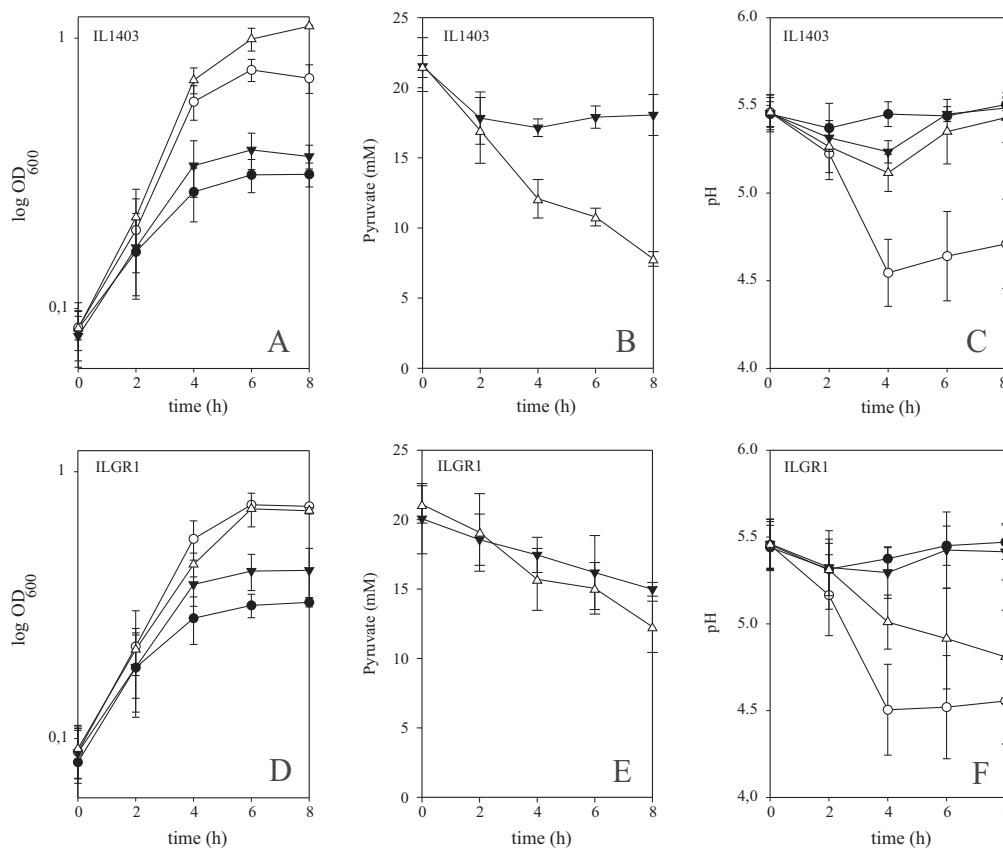 IL1403
1
0,1
log OD600
0 2 4 6 8
time (h)
A
25
20
15
10
5
0
Pyruvate (mM)
0 2 4 6 8
time (h)
B
IL1403
6.0
5.5
5.0
4.5
4.0
pH
0 2 4 6 8
time (h)
C
ILGR1
1
0,1
log OD600
0 2 4 6 8
time (h)
D
ILGR1
25
20
15
10
5
0
Pyruvate (mM)
0 2 4 6 8
time (h)
E
ILGR1
6.0
5.5
5.0
4.5
4.0
pH
0 2 4 6 8
time (h)
F